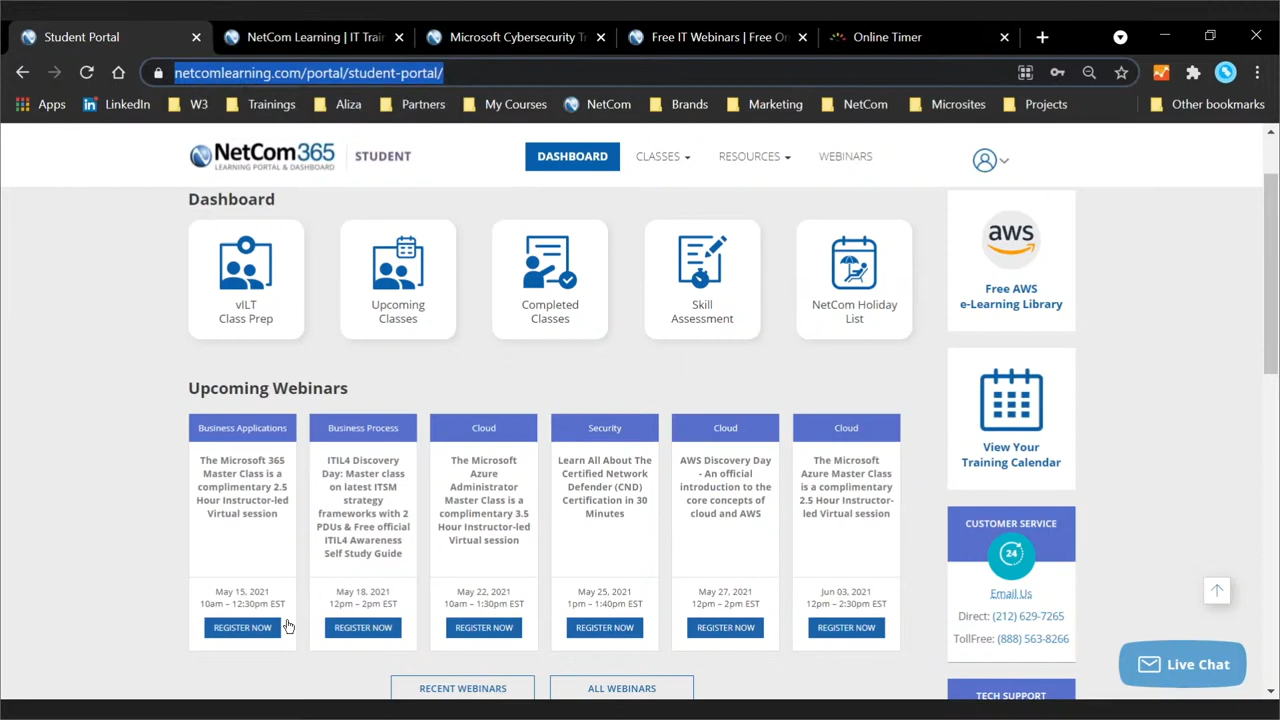 Student Portal
NetCom Learning | IT Train
Microsoft Cybersecurity Tr
Free IT Webinars | Free On
Online Timer
netcomlearning.com/portal/student-portal/
Apps
LinkedIn
W3
Trainings
Aliza
Partners
My Courses
NetCom
Brands
Marketing
NetCom
Microsites
Projects
Other bookmarks
NetCom365
LEARNING PORTAL & DASHBOARD
STUDENT
DASHBOARD
CLASSES
RESOURCES
WEBINARS
Dashboard
vILT
Class Prep
Upcoming
Classes
Completed
Classes
Skill
Assessment
NetCom Holiday
List
aws
Free AWS
e-Learning Library
View Your
Training Calendar
Upcoming Webinars
Business Applications
The Microsoft 365
Master Class is a
complimentary 2.5
Hour Instructor-led
Virtual session
May 15, 2021
10am – 12:30pm EST
REGISTER NOW
Business Process
ITIL4 Discovery
Day: Master class
on latest ITSM
strategy
frameworks with 2
PDUs & Free official
ITIL4 Awareness
Self Study Guide
May 18, 2021
12pm – 2pm EST
REGISTER NOW
Cloud
The Microsoft
Azure
Administrator
Master Class is a
complimentary 3.5
Hour Instructor-led
Virtual session
May 22, 2021
10am – 1:30pm EST
REGISTER NOW
Security
Learn All About The
Certified Network
Defender (CND)
Certification in 30
Minutes
May 25, 2021
1pm – 1:40pm EST
REGISTER NOW
Cloud
AWS Discovery Day
- An official
introduction to the
core concepts of
cloud and AWS
May 27, 2021
12pm – 2pm EST
REGISTER NOW
Cloud
The Microsoft
Azure Master Class
is a complimentary
2.5 Hour Instructor-
led Virtual session
Jun 03, 2021
12pm – 2:30pm EST
REGISTER NOW
RECENT WEBINARS
ALL WEBINARS
CUSTOMER SERVICE
24
Email Us
Direct: (212) 629-7265
TollFree: (888) 563-8266
Live Chat
TECH SUPPORT